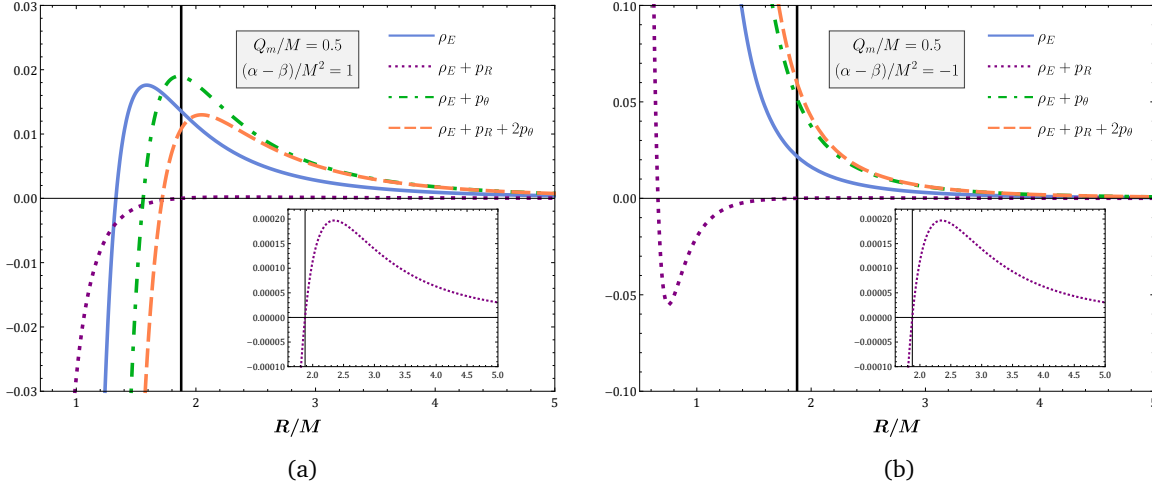 0.03
0.02
0.01
0.00
−0.01
−0.02
−0.03
Q_m/M = 0.5
(α − β)/M² = 1
ρ_E
ρ_E + p_R
ρ_E + p_θ
ρ_E + p_R + 2p_θ
0.00020
0.00015
0.00010
0.00005
0.00000
−0.00005
−0.00010
2.0 2.5 3.0 3.5 4.0 4.5 5.0
1 2 3 4 5
R/M
(a)
0.10
0.05
0.00
−0.05
−0.10
Q_m/M = 0.5
(α − β)/M² = −1
ρ_E
ρ_E + p_R
ρ_E + p_θ
ρ_E + p_R + 2p_θ
0.00020
0.00015
0.00010
0.00005
0.00000
−0.00005
−0.00010
2.0 2.5 3.0 3.5 4.0 4.5 5.0
1 2 3 4 5
R/M
(b)